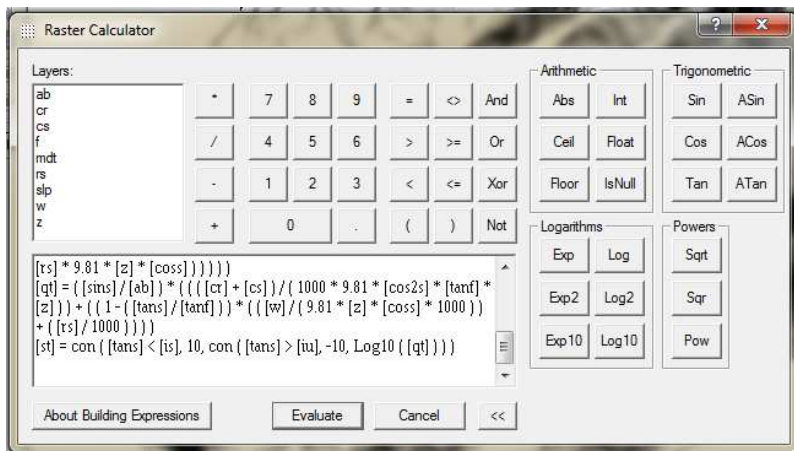 Raster Calculator
?
X
Layers:
ab
cr
cs
f
mdt
rs
slp
w
z
* 7 8 9 = <> And
/ 4 5 6 > >= Or
- 1 2 3 < <= Xor
+ 0 . ( ) Not
Arithmetic
Abs Int
Ceil Float
Floor IsNull
Trigonometric
Sin ASin
Cos ACos
Tan ATan
Logarithms
Exp Log
Exp2 Log2
Exp10 Log10
Powers
Sqrt
Sqr
Pow
[rs] * 9.81 * [z] * [coss] ) ) ) ) ) )
[qt] = ( [sins] / [ab] ) * ( ( ( [cr] + [cs] ) / ( 1000 * 9.81 * [cos2s] * [tanf] *
[z] ) ) + ( ( 1 - ( [tans] / [tanf] ) ) * ( ( [w] / ( 9.81 * [z] * [coss] * 1000 ) )
+ ( [rs] / 1000 ) ) ) )
[st] = con ( [tans] < [is], 10, con ( [tans] > [iu], -10, Log10 ( [qt] ) ) )
About Building Expressions Evaluate Cancel <<